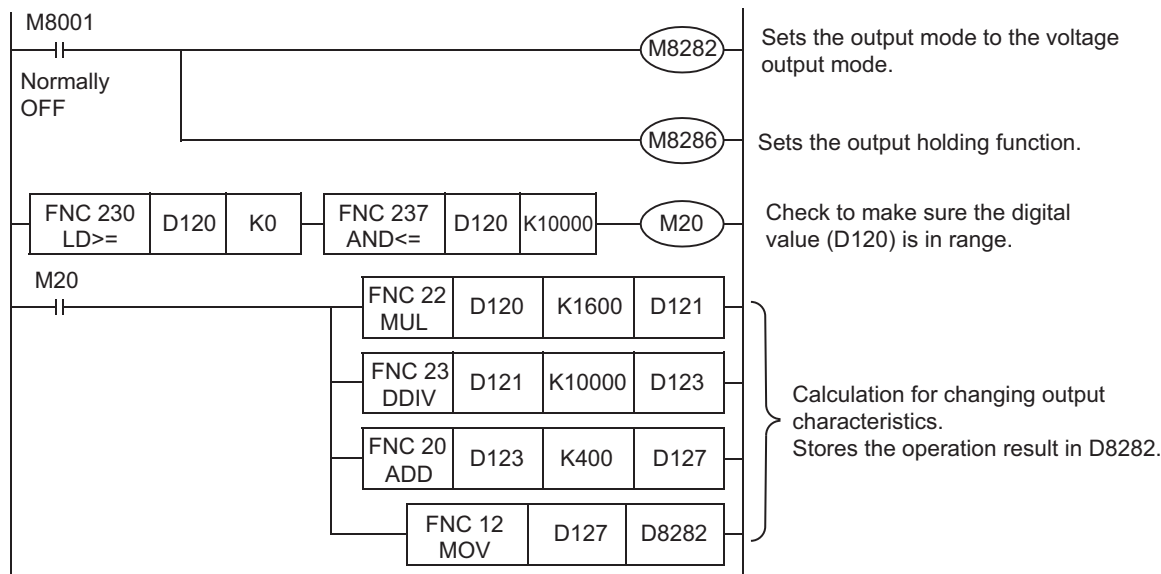 M8001
Normally
OFF
M8282
Sets the output mode to the voltage
output mode.
M8286
Sets the output holding function.
FNC 230
LD>=
D120
K0
FNC 237
AND<=
D120
K10000
M20
Check to make sure the digital
value (D120) is in range.
M20
FNC 22
MUL
D120
K1600
D121
FNC 23
DDIV
D121
K10000
D123
FNC 20
ADD
D123
K400
D127
FNC 12
MOV
D127
D8282
Calculation for changing output
characteristics.
Stores the operation result in D8282.